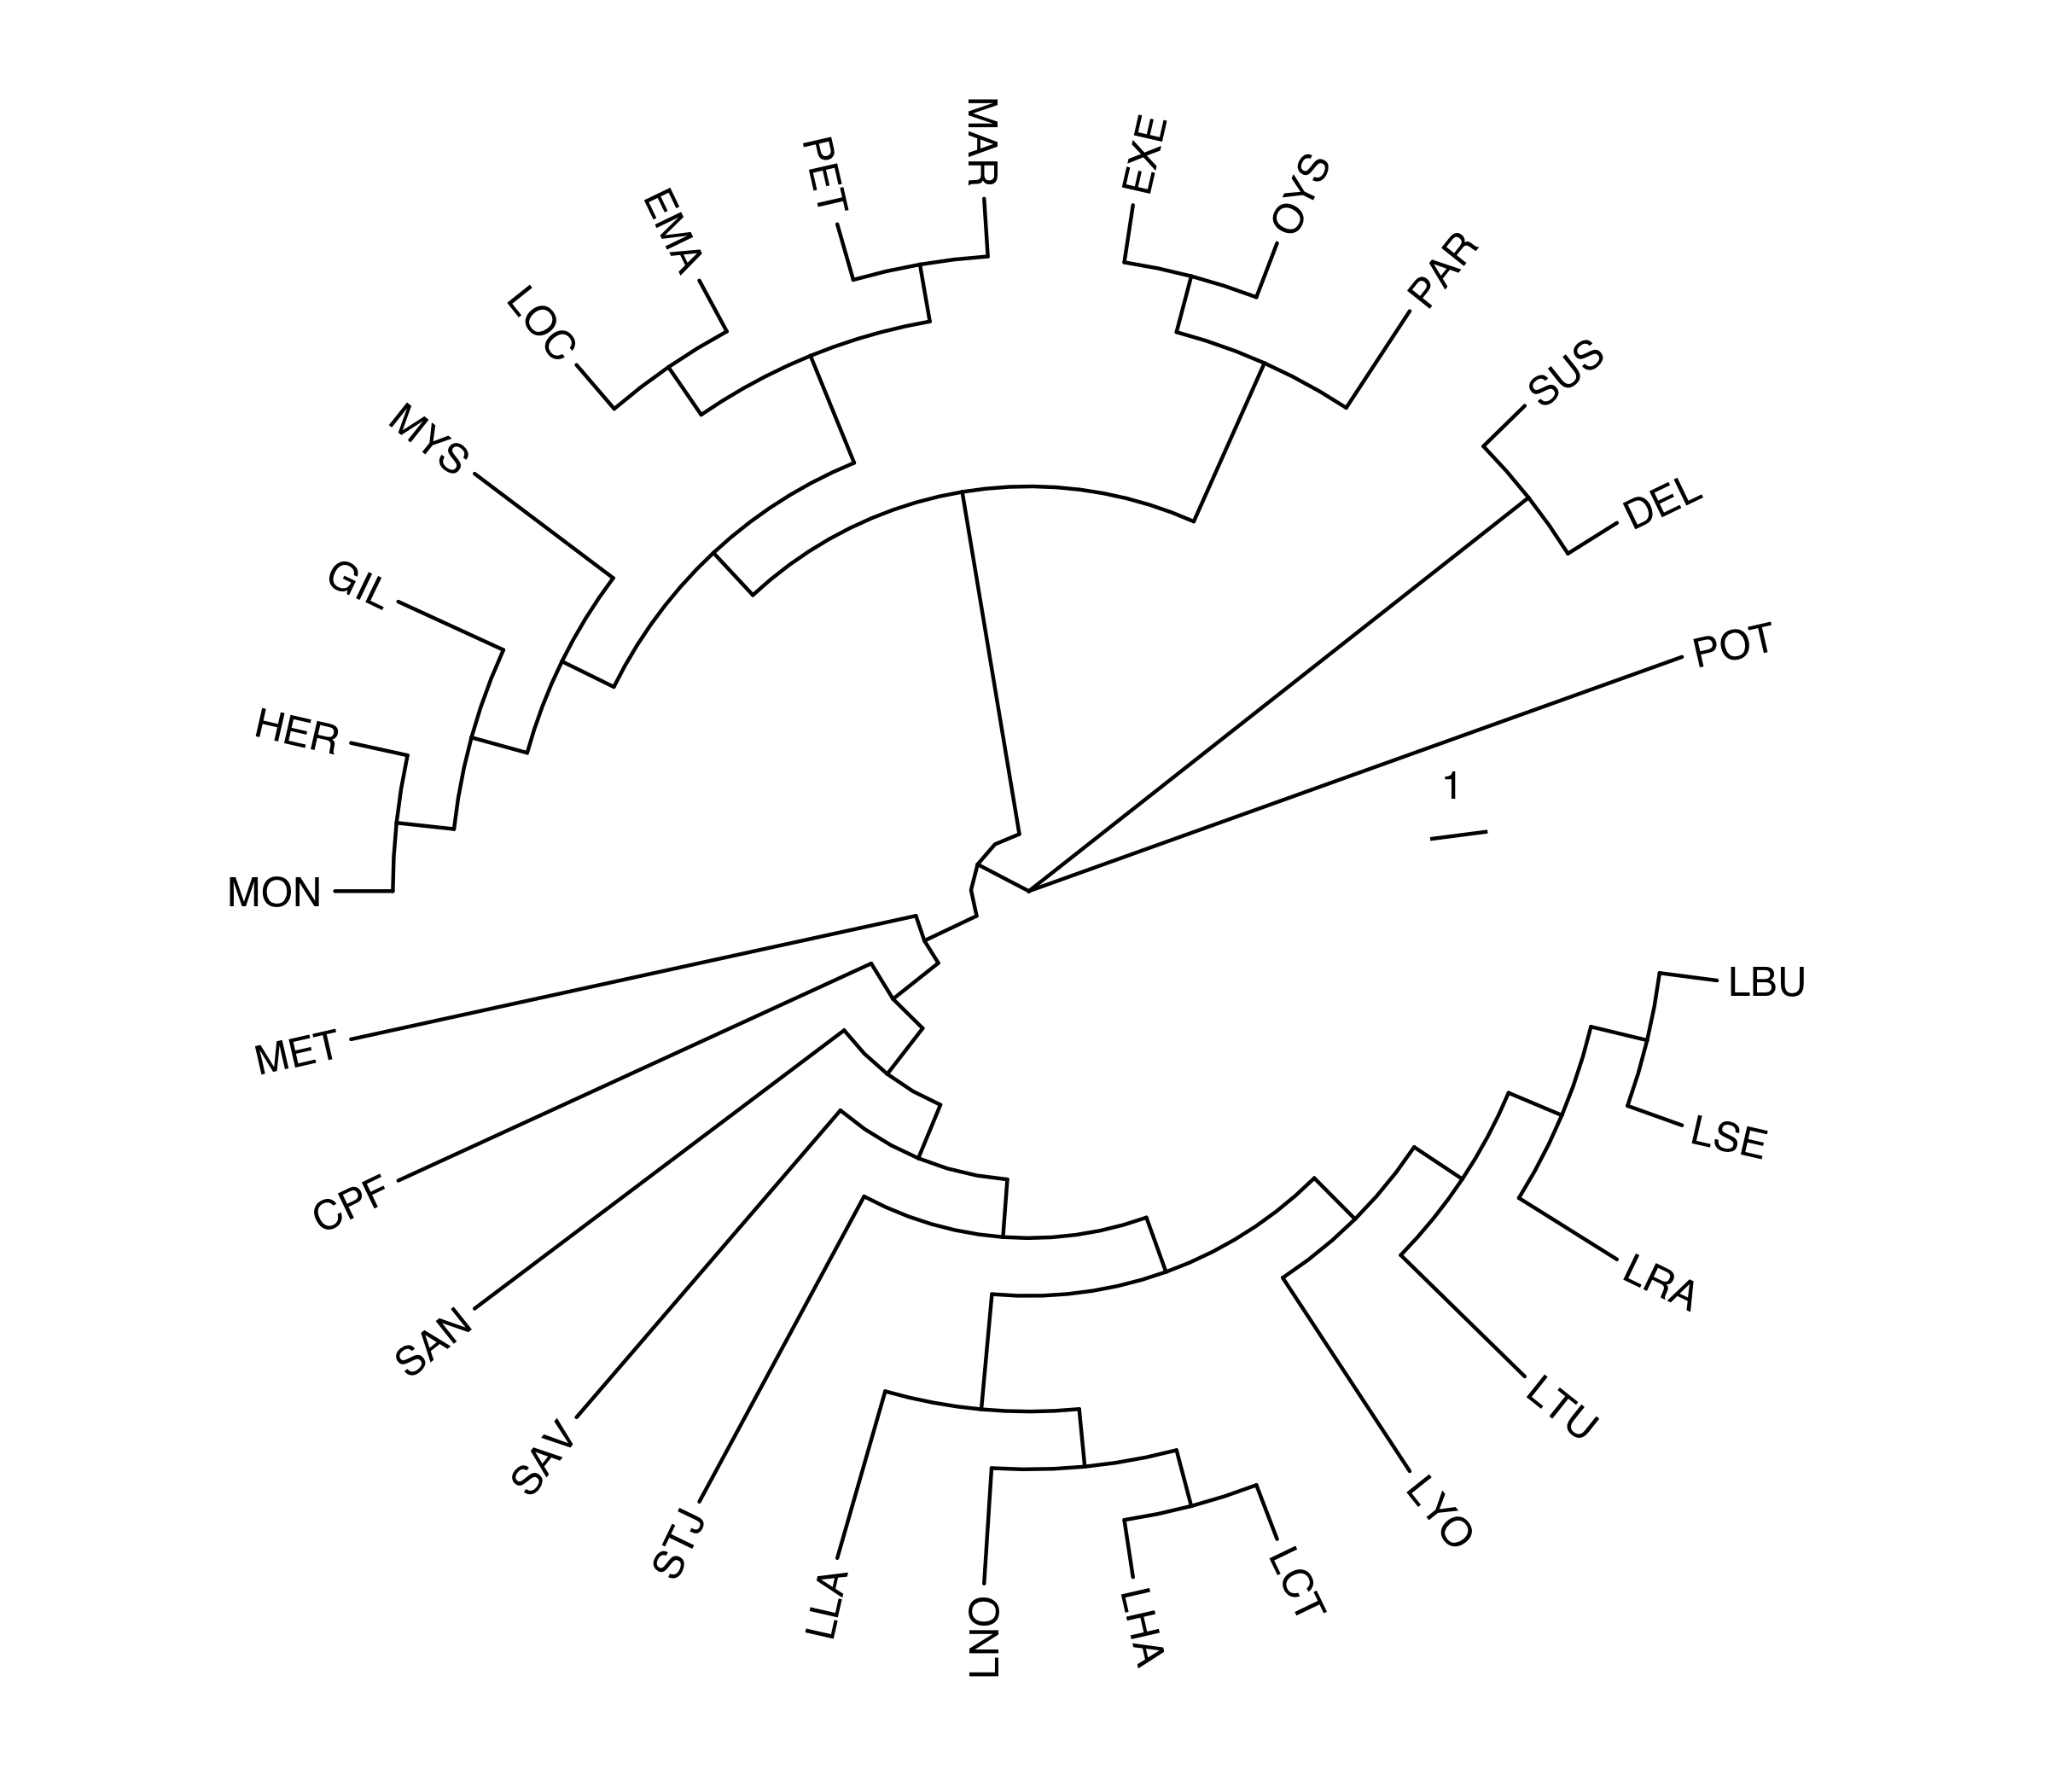 MAR
EXE
PET
OYS
EMA
PAR
LOC
SUS
MYS
DEL
GIL
POT
HER
1
MON
LBU
MET
LSE
CPF
LRA
SAN
LTU
SAV
LYO
STJ
LCT
LLA
LHA
LNO